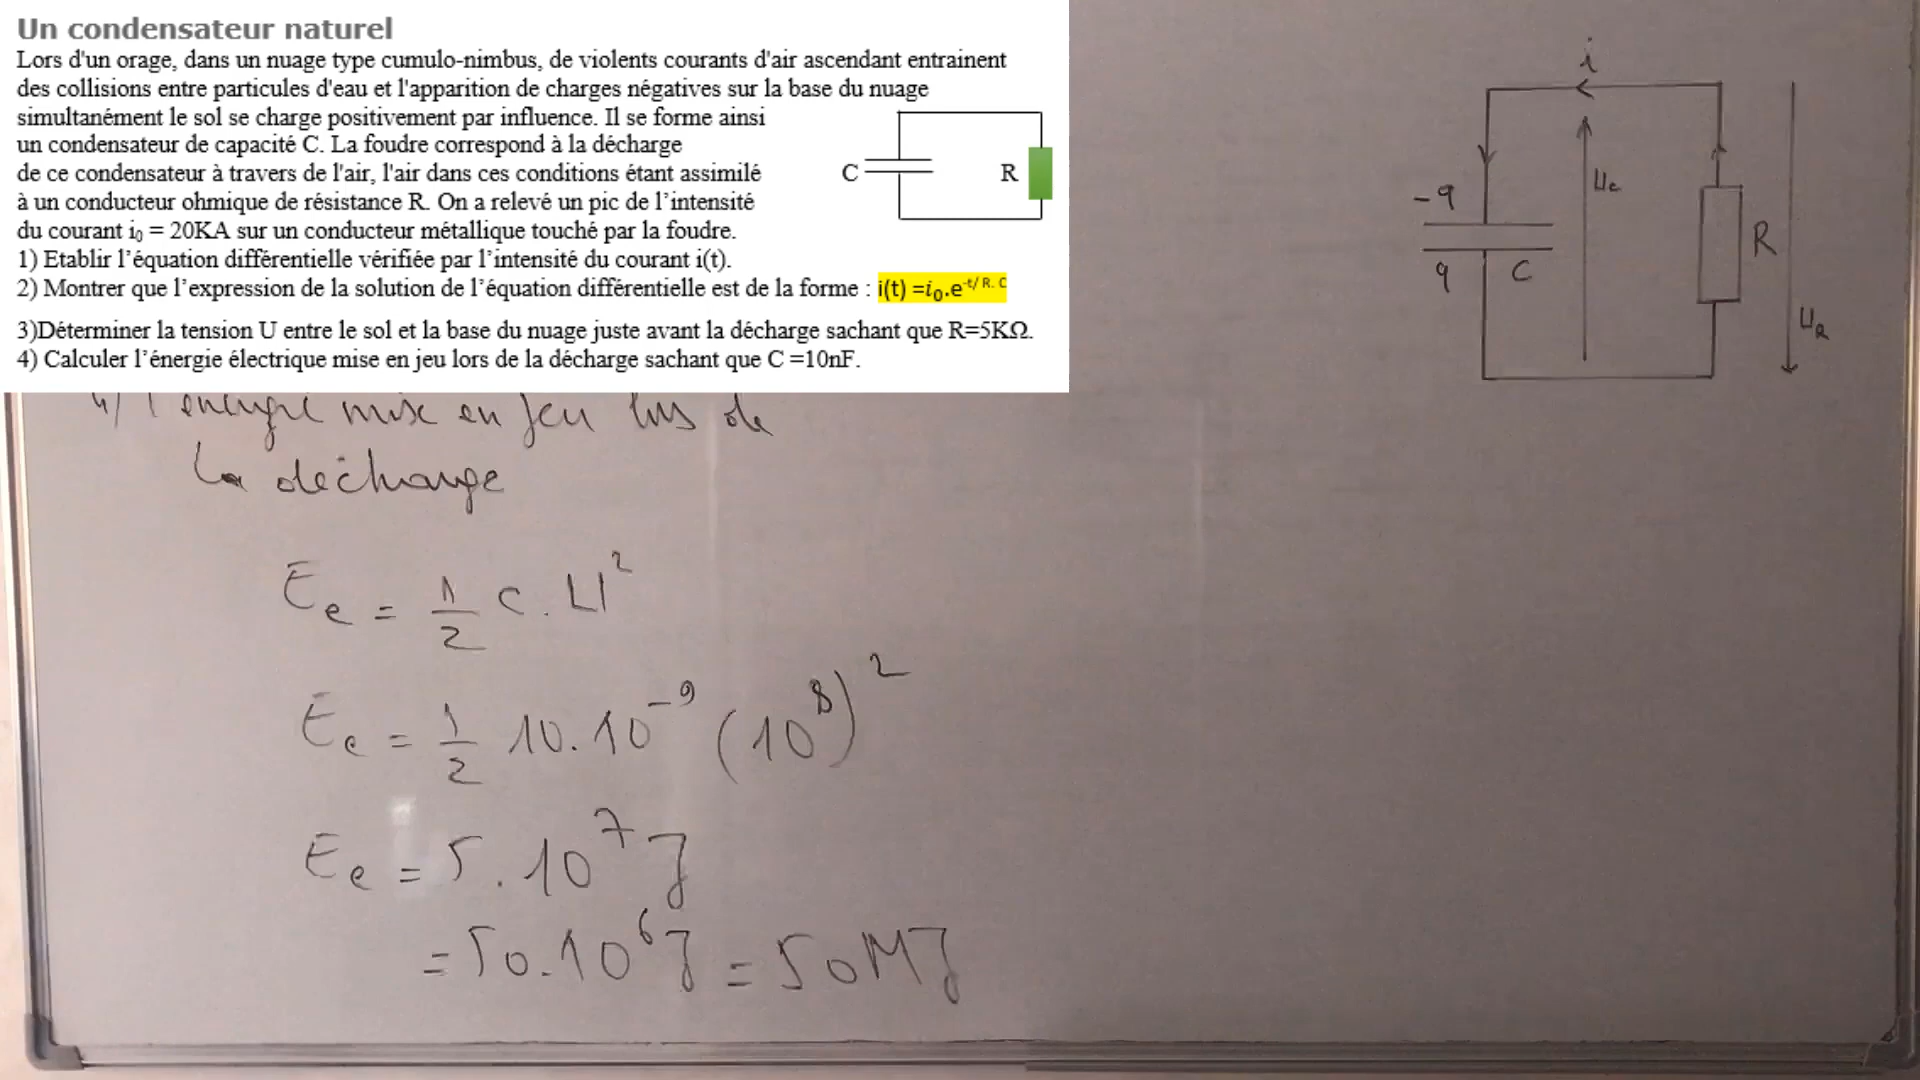 Un condensateur naturel
Lors d'un orage, dans un nuage type cumulo-nimbus, de violents courants d'air ascendant entrainent
des collisions entre particules d'eau et l'apparition de charges négatives sur la base du nuage
simultanément le sol se charge positivement par influence. Il se forme ainsi
un condensateur de capacité C. La foudre correspond à la décharge
de ce condensateur à travers de l'air, l'air dans ces conditions étant assimilé
à un conducteur ohmique de résistance R. On a relevé un pic de l'intensité
du courant i₀ = 20KA sur un conducteur métallique touché par la foudre.
1) Etablir l'équation différentielle vérifiée par l'intensité du courant i(t).
2) Montrer que l'expression de la solution de l'équation différentielle est de la forme : i(t) =i₀.e^-t/ R. C
3)Déterminer la tension U entre le sol et la base du nuage juste avant la décharge sachant que R=5KΩ.
4) Calculer l'énergie électrique mise en jeu lors de la décharge sachant que C =10nF.
C
R
i
uc
-q
q
C
R
uR
4/ l'énergie mise en jeu lors de
la décharge
Ee = 1/2 C . U²
Ee = 1/2 10.10⁻⁹ (10⁸)²
Ee = 5.10⁷ J
= 50.10⁶ J = 50MJ